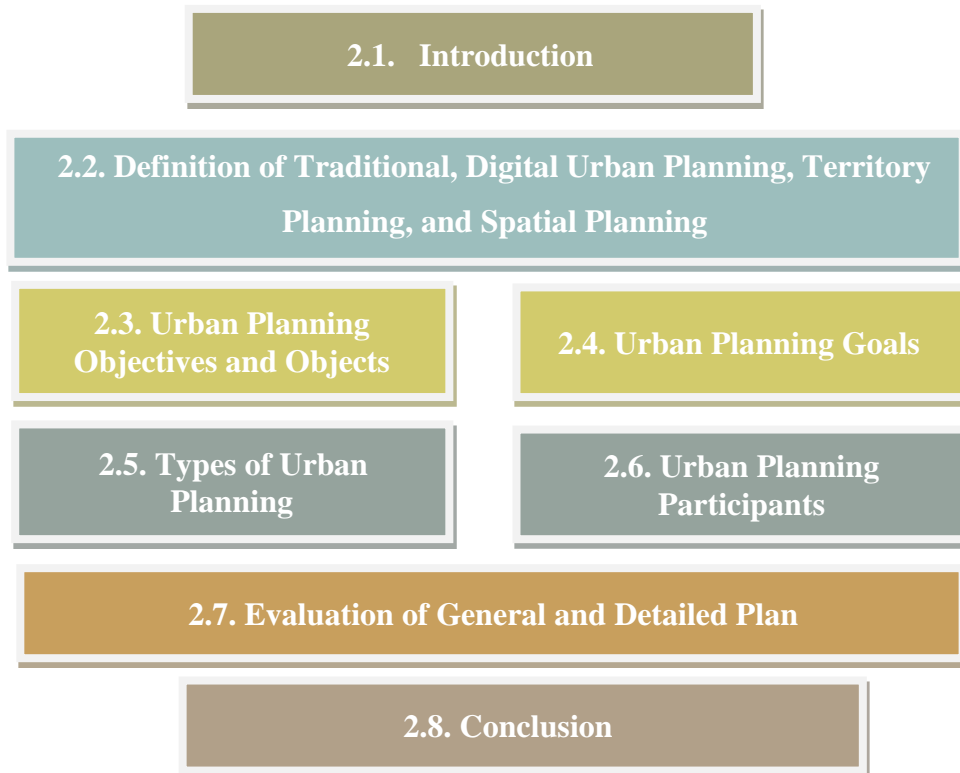 2.1. Introduction
2.2. Definition of Traditional, Digital Urban Planning, Territory
Planning, and Spatial Planning
2.3. Urban Planning
Objectives and Objects
2.4. Urban Planning Goals
2.5. Types of Urban
Planning
2.6. Urban Planning
Participants
2.7. Evaluation of General and Detailed Plan
2.8. Conclusion